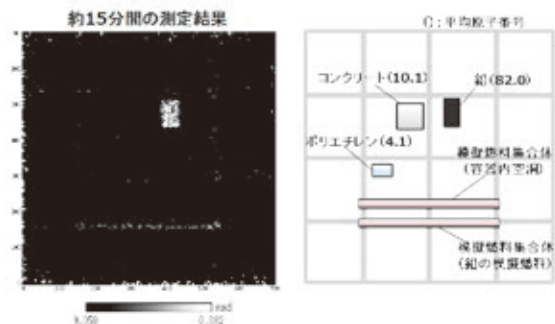 約15分間の測定結果
():平均原子番号
コンクリート(10.1)
鉛(82.0)
ポリエチレン(4.1)
模擬燃料集合体
(容器内空洞)
模擬燃料集合体
(鉛の模擬燃料)